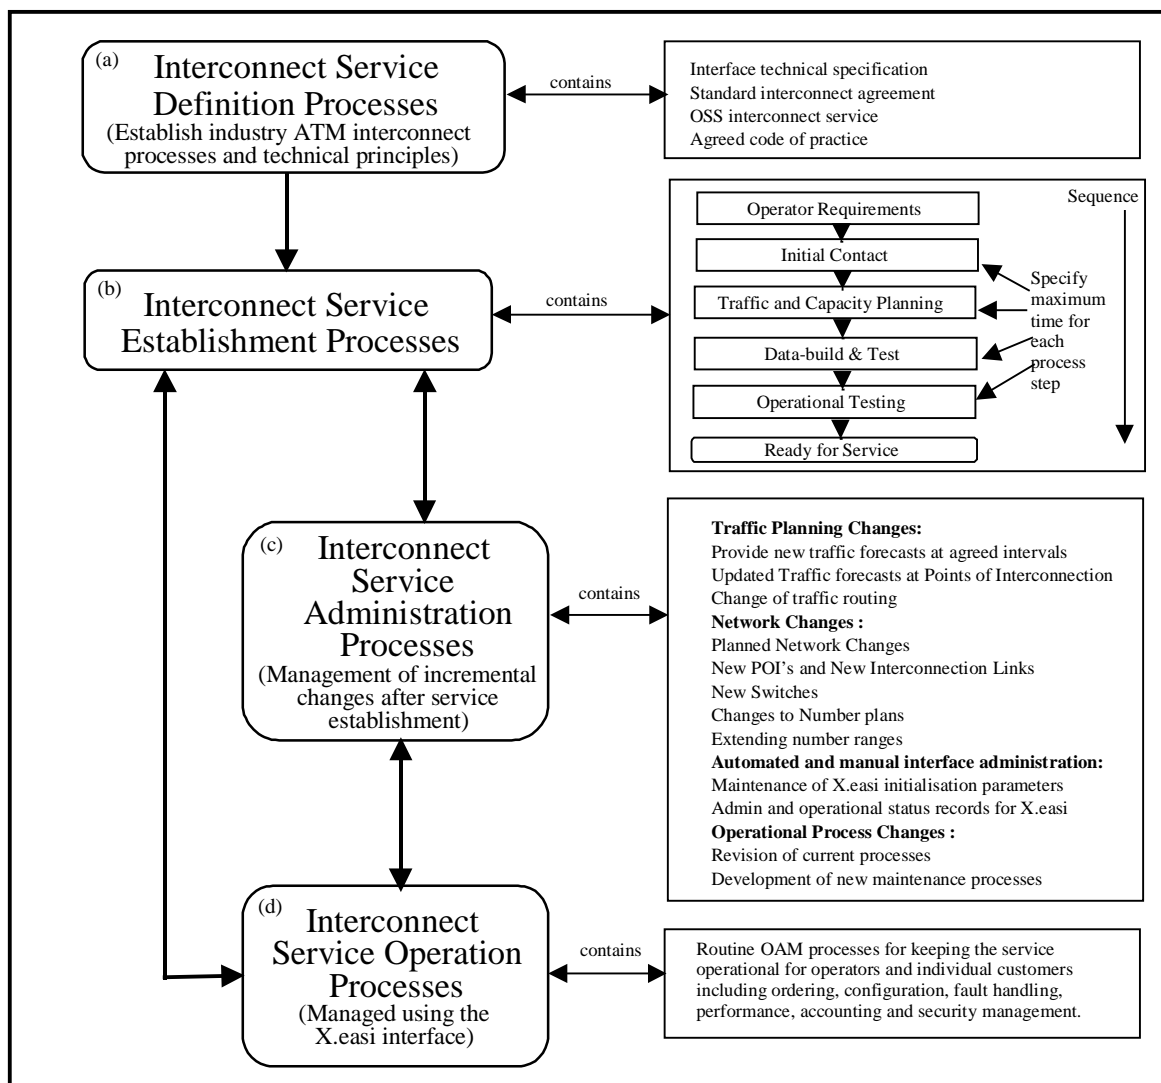 (a)
Interconnect Service
Definition Processes
(Establish industry ATM interconnect
processes and technical principles)
contains
Interface technical specification
Standard interconnect agreement
OSS interconnect service
Agreed code of practice
(b)
Interconnect Service
Establishment Processes
contains
Operator Requirements
Initial Contact
Traffic and Capacity Planning
Data-build & Test
Operational Testing
Ready for Service
Sequence
Specify
maximum
time for
each
process
step
(c)
Interconnect
Service
Administration
Processes
(Management of incremental
changes after service
establishment)
contains
Traffic Planning Changes:
Provide new traffic forecasts at agreed intervals
Updated Traffic forecasts at Points of Interconnection
Change of traffic routing
Network Changes :
Planned Network Changes
New POI's and New Interconnection Links
New Switches
Changes to Number plans
Extending number ranges
Automated and manual interface administration:
Maintenance of X.easi initialisation parameters
Admin and operational status records for X.easi
Operational Process Changes :
Revision of current processes
Development of new maintenance processes
(d)
Interconnect
Service Operation
Processes
(Managed using the
X.easi interface)
contains
Routine OAM processes for keeping the service
operational for operators and individual customers
including ordering, configuration, fault handling,
performance, accounting and security management.